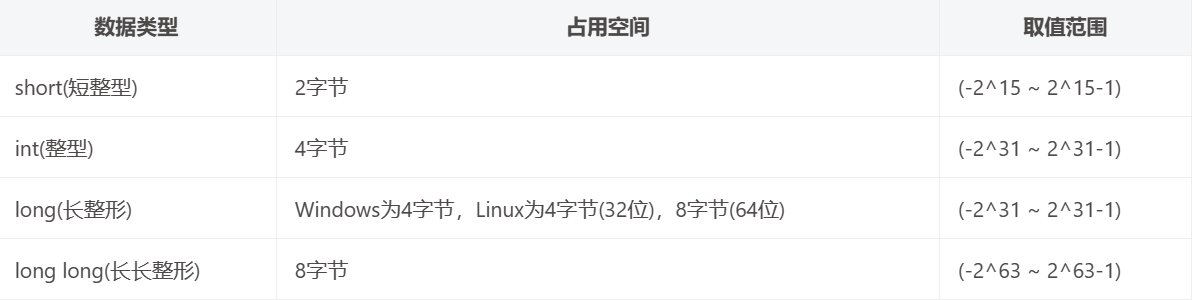 数据类型 占用空间 取值范围
short(短整型) 2字节 (-2^15 ~ 2^15-1)
int(整型) 4字节 (-2^31 ~ 2^31-1)
long(长整形) Windows为4字节，Linux为4字节(32位)，8字节(64位) (-2^31 ~ 2^31-1)
long long(长长整形) 8字节 (-2^63 ~ 2^63-1)